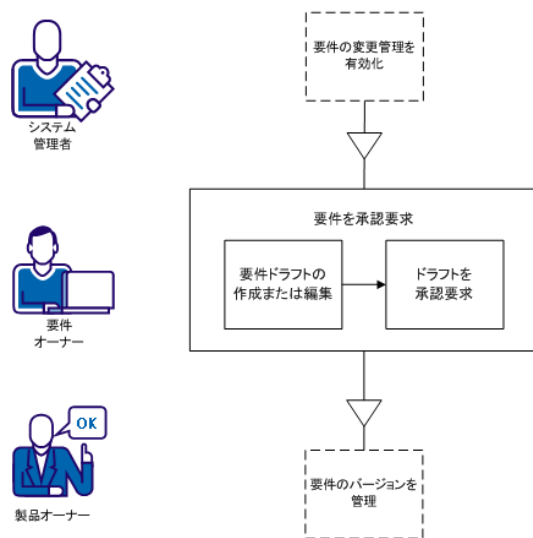 要件の変更管理を
有効化
システム
管理者
要件を承認要求
要件ドラフトの
作成または編集
ドラフトを
承認要求
要件
オーナー
OK
要件のバージョンを
管理
製品オーナー